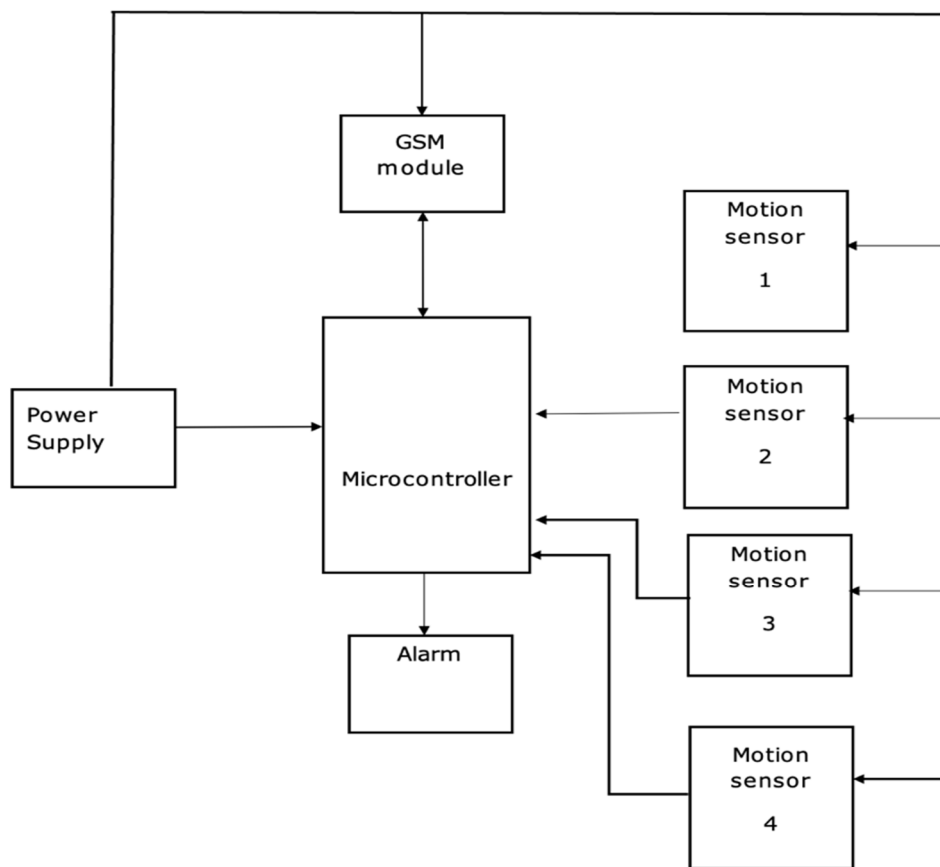 GSM
module
Motion
sensor
1
Power
Supply
Microcontroller
Motion
sensor
2
Motion
sensor
3
Alarm
Motion
sensor
4